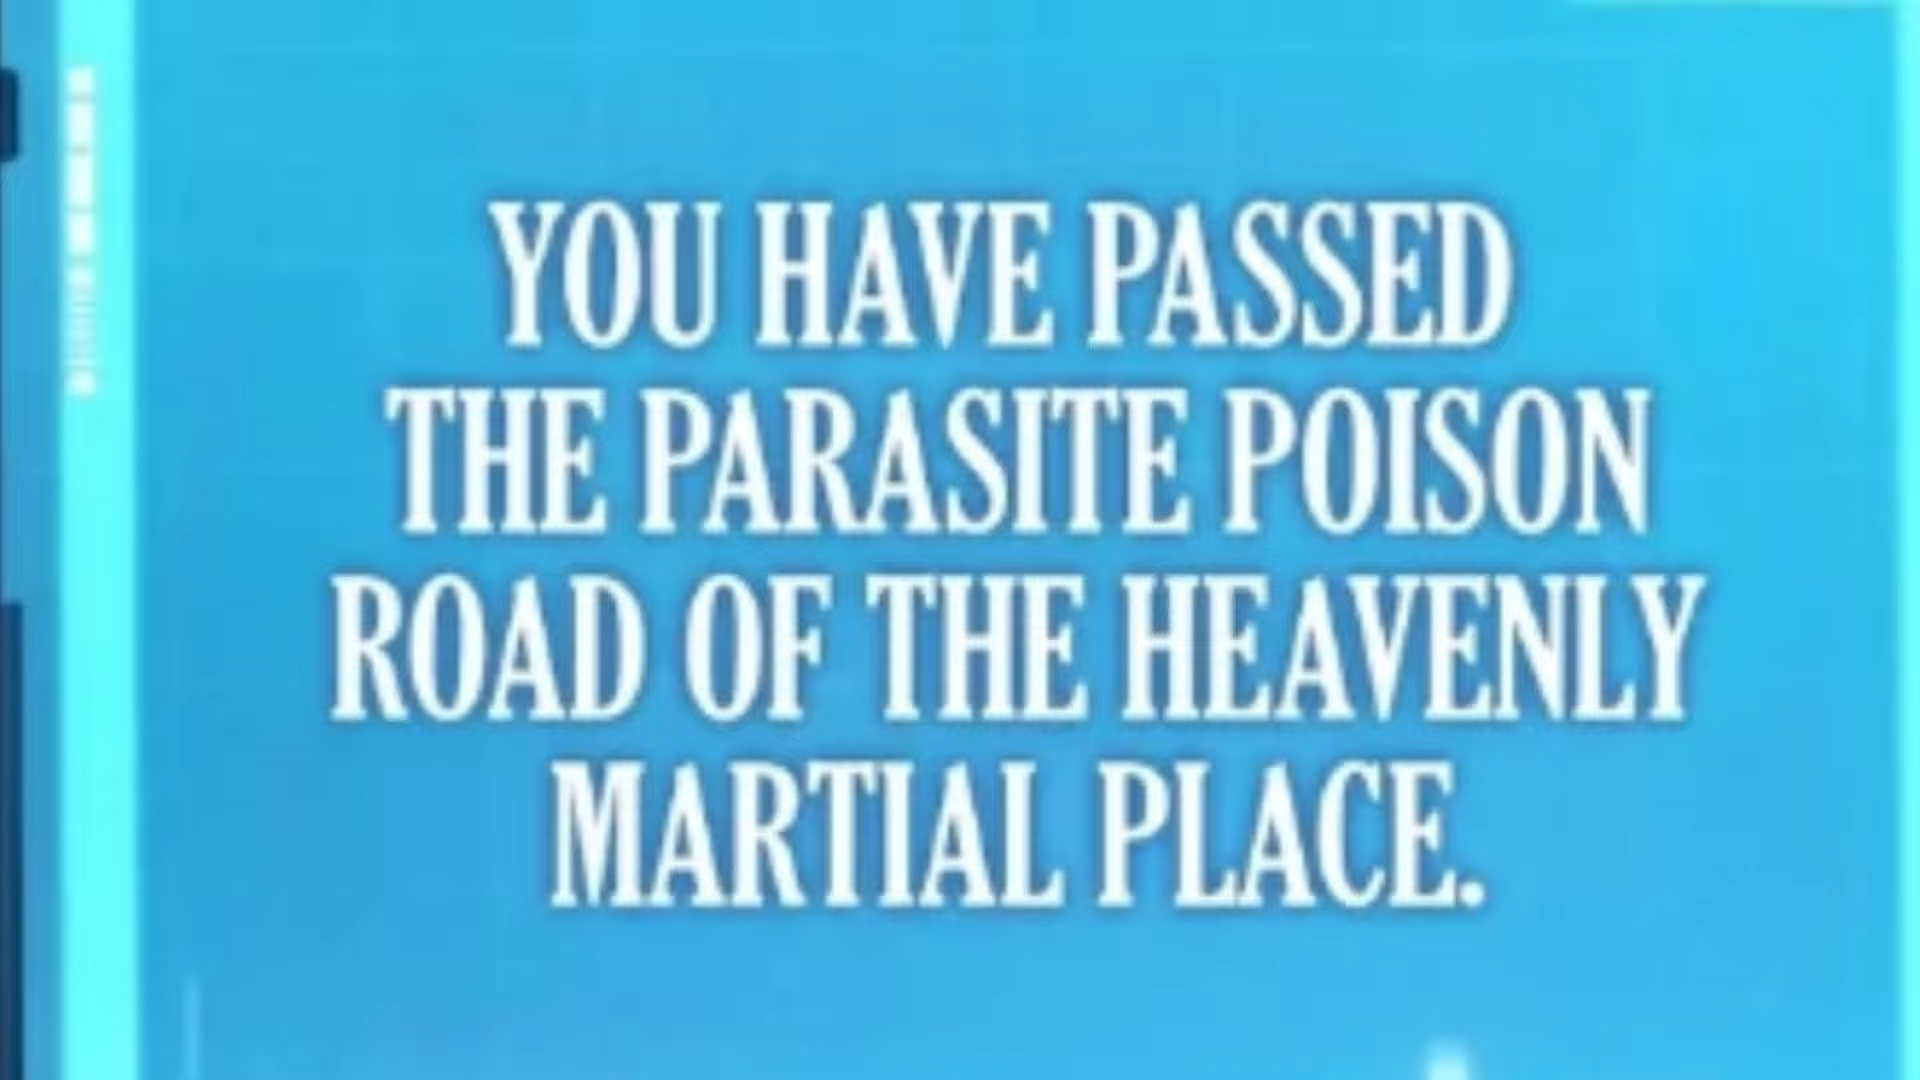 YOU HAVE PASSED
THE PARASITE POISON
ROAD OF THE HEAVENLY
MARTIAL PLACE.